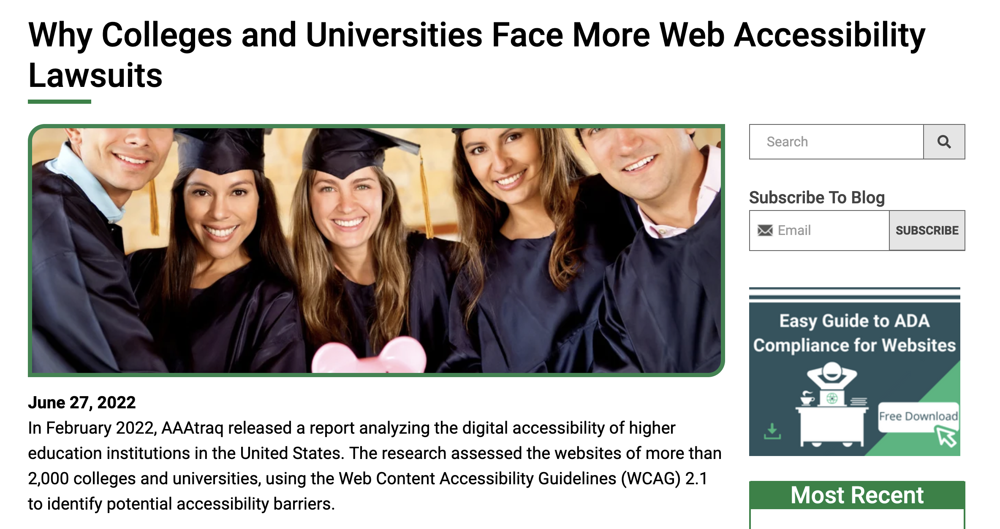 Why Colleges and Universities Face More Web Accessibility
Lawsuits
Search
Subscribe To Blog
Email
SUBSCRIBE
Easy Guide to ADA
Compliance for Websites
Free Download
Most Recent
June 27, 2022
In February 2022, AAAtraq released a report analyzing the digital accessibility of higher
education institutions in the United States. The research assessed the websites of more than
2,000 colleges and universities, using the Web Content Accessibility Guidelines (WCAG) 2.1
to identify potential accessibility barriers.